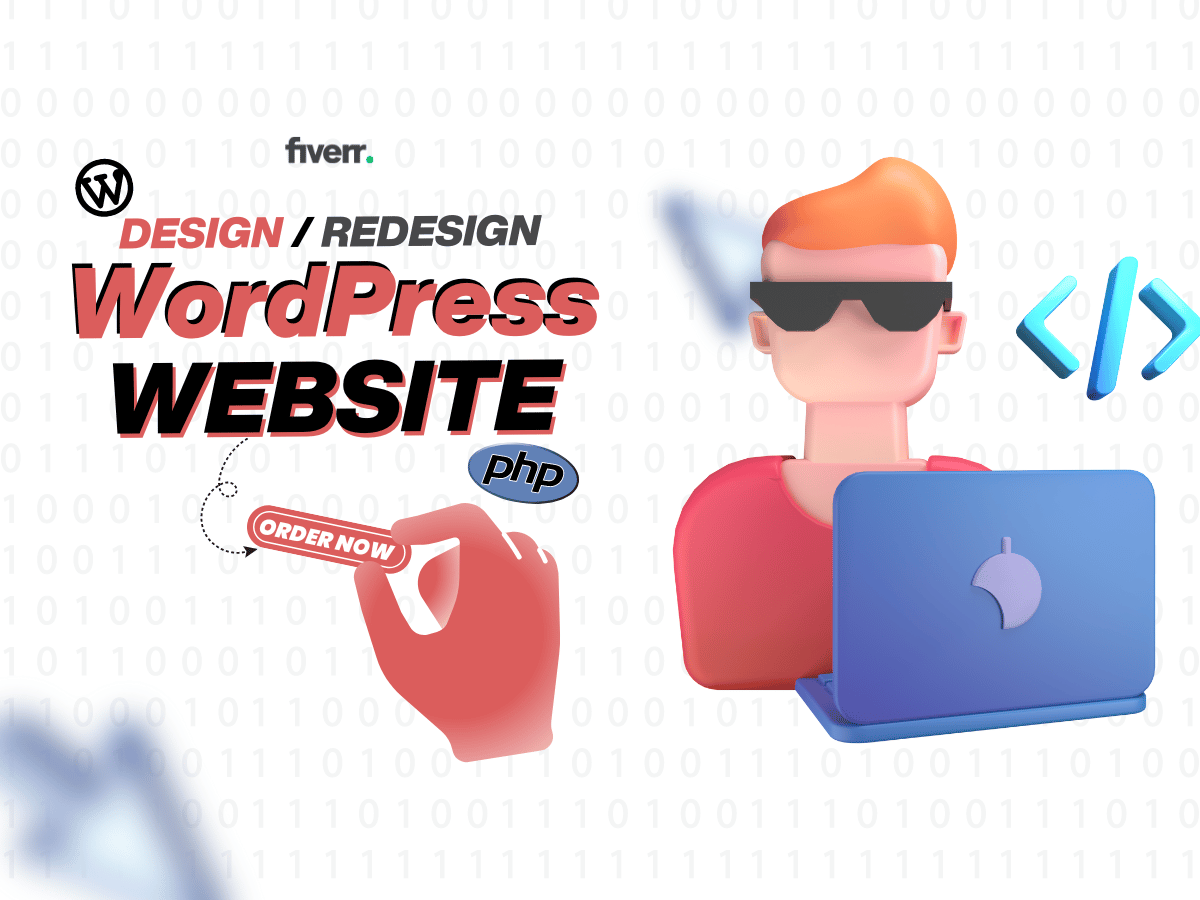 fiverr.
W
DESIGN / REDESIGN
WordPress
WEBSITE
php
ORDER NOW
</>